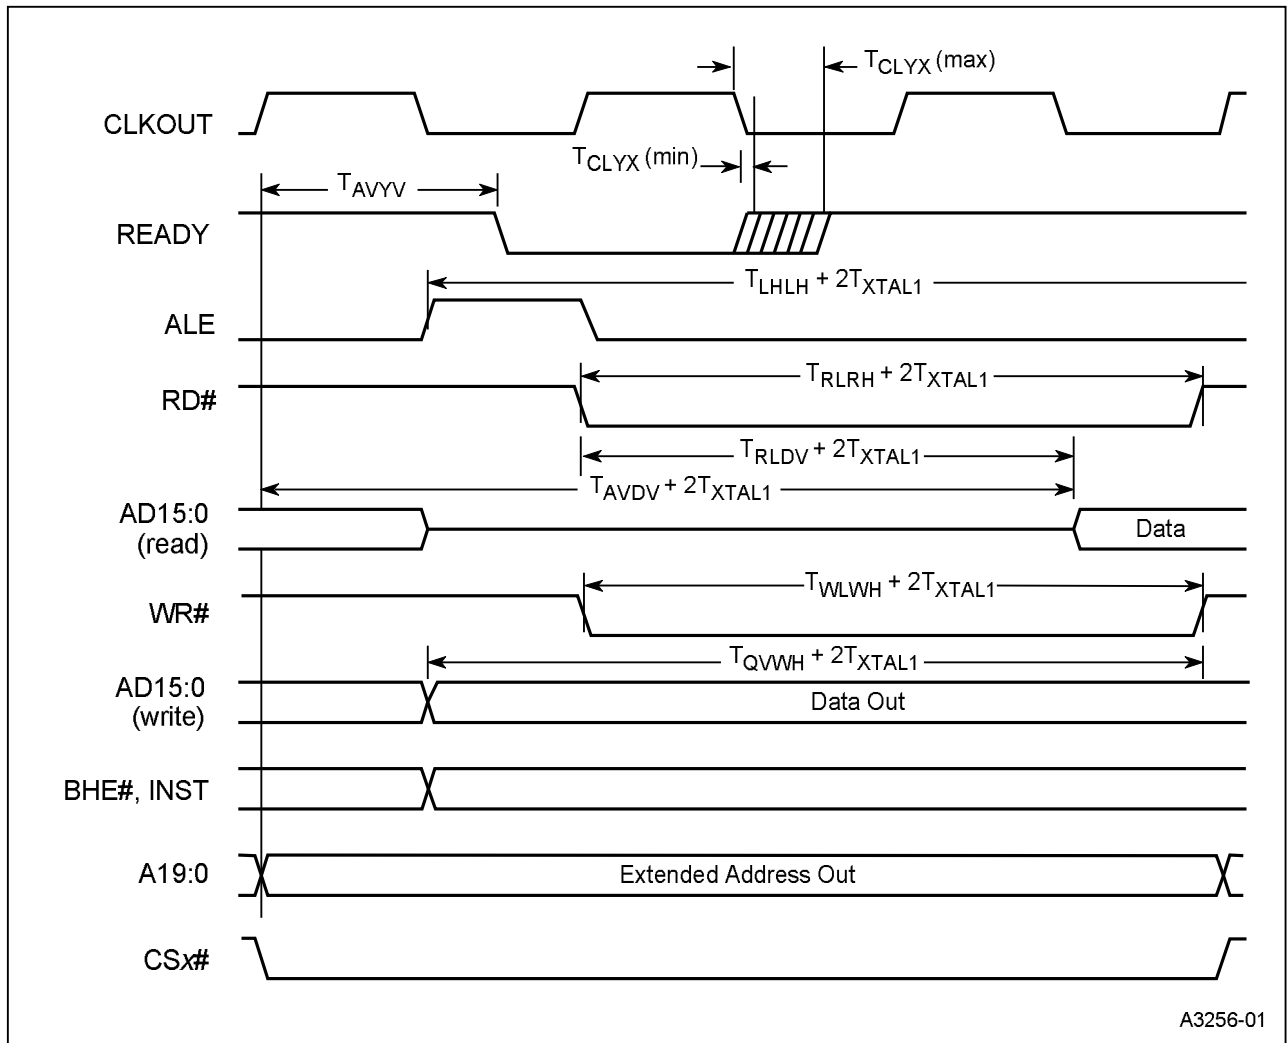 T_CLYX (max)
CLKOUT
T_CLYX (min)
T_AVYV
READY
T_LHLH + 2T_XTAL1
ALE
T_RLRH + 2T_XTAL1
RD#
T_RLDV + 2T_XTAL1
T_AVDV + 2T_XTAL1
AD15:0
(read)
Data
T_WLWH + 2T_XTAL1
WR#
T_QVWH + 2T_XTAL1
AD15:0
(write)
Data Out
BHE#, INST
A19:0
Extended Address Out
CSx#
A3256-01